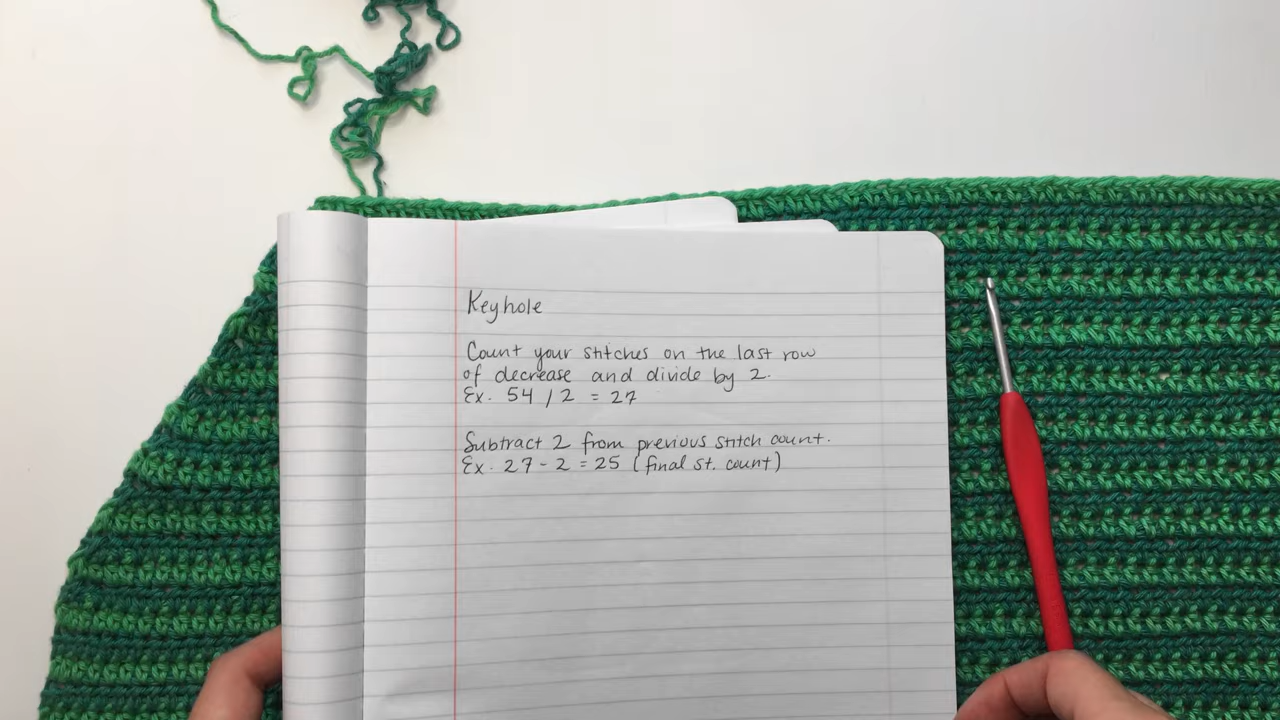 Keyhole
Count your stitches on the last row
of decrease and divide by 2.
Ex. 54 / 2 = 27
Subtract 2 from previous stitch count.
Ex. 27 - 2 = 25 (final st. count)